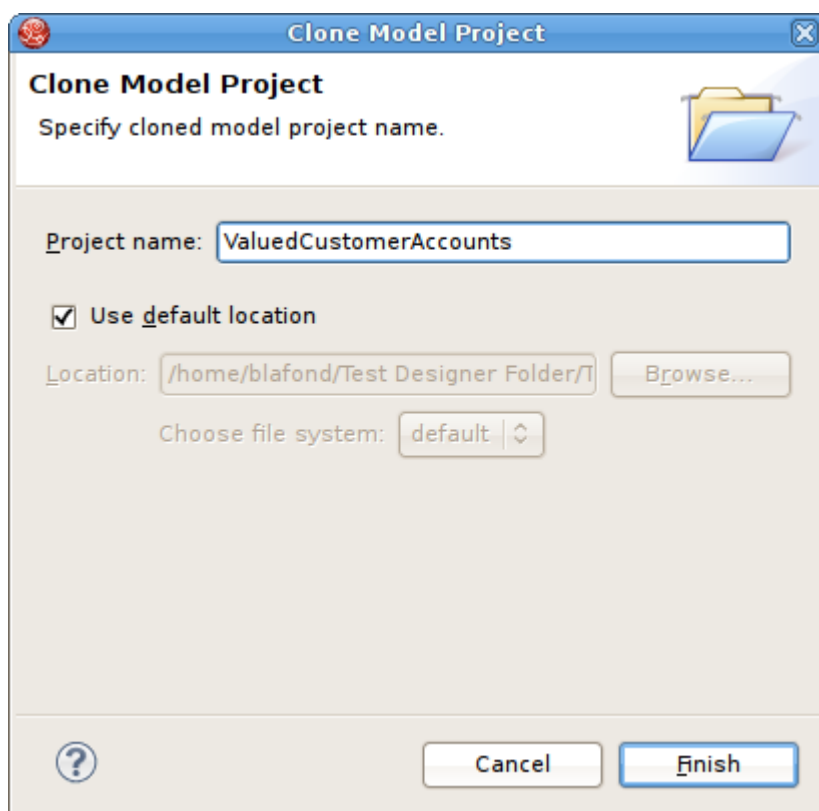 Clone Model Project
Clone Model Project
Specify cloned model project name.
Project name: ValuedCustomerAccounts
Use default location
Location: /home/blafond/Test Designer Folder/T Browse...
Choose file system: default
? Cancel Finish